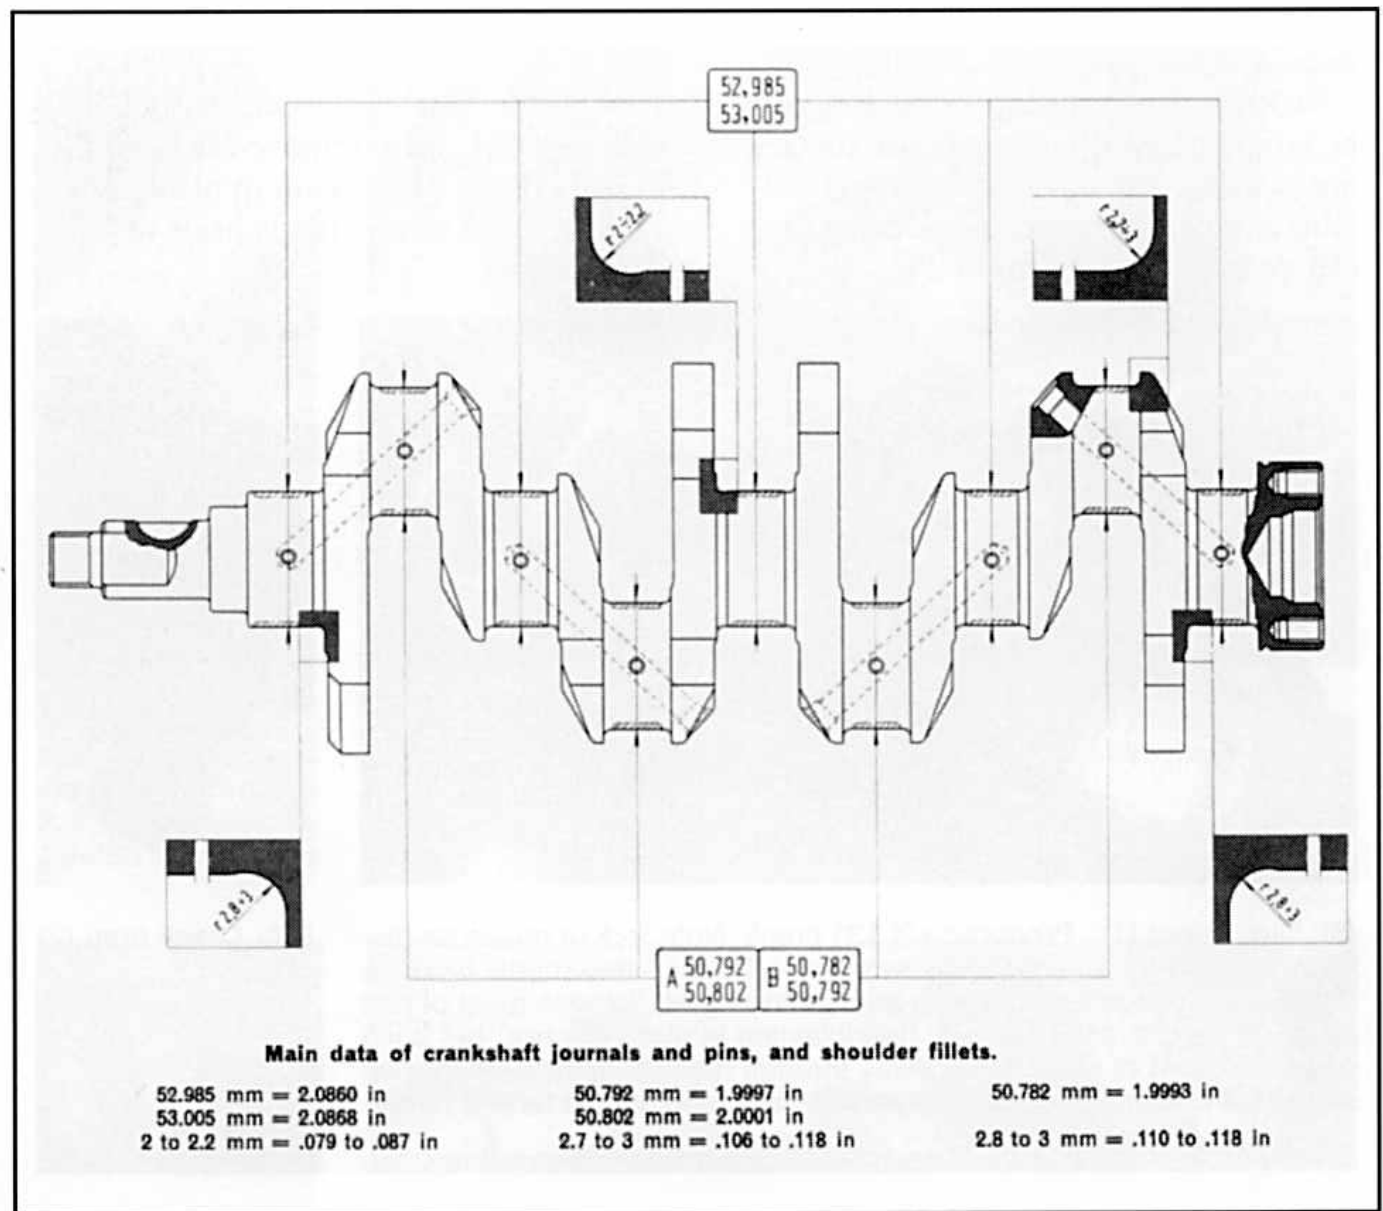 52,985
53,005
r 2÷2,2
r 2,7÷3
r 2,8÷3
r 2,8÷3
A 50,792
50,802
B 50,782
50,792
Main data of crankshaft journals and pins, and shoulder fillets.
52.985 mm = 2.0860 in
53.005 mm = 2.0868 in
2 to 2.2 mm = .079 to .087 in
50.792 mm = 1.9997 in
50.802 mm = 2.0001 in
2.7 to 3 mm = .106 to .118 in
50.782 mm = 1.9993 in
2.8 to 3 mm = .110 to .118 in